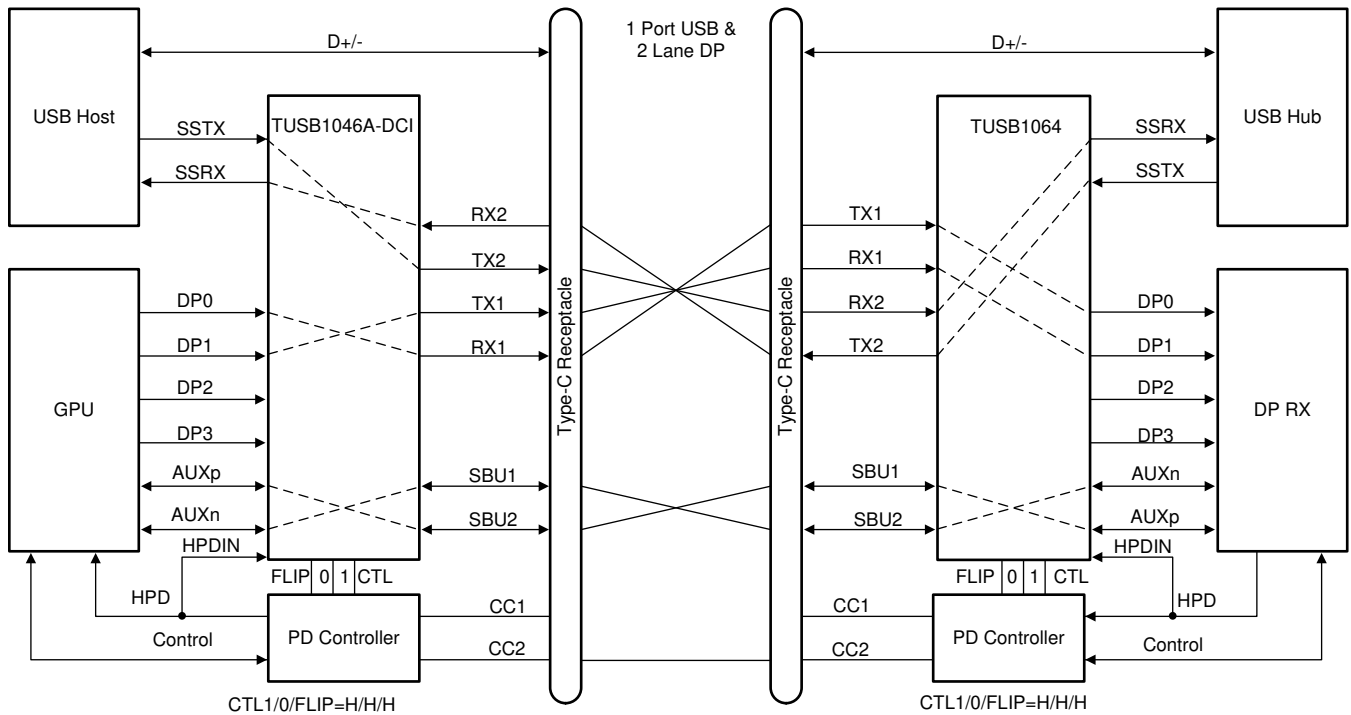 1 Port USB &
2 Lane DP
D+/-
D+/-
USB Host
TUSB1046A-DCI
SSTX
SSRX
RX2
TX2
TX1
RX1
GPU
DP0
DP1
DP2
DP3
AUXp
AUXn
HPDIN
SBU1
SBU2
FLIP 0 1 CTL
HPD
Control
PD Controller
CC1
CC2
CTL1/0/FLIP=H/H/H
Type-C Receptacle
Type-C Receptacle
TUSB1064
USB Hub
SSRX
SSTX
TX1
RX1
RX2
TX2
DP0
DP1
DP2
DP3
DP RX
SBU1
SBU2
AUXn
AUXp
HPDIN
FLIP 0 1 CTL
HPD
Control
PD Controller
CC1
CC2
CTL1/0/FLIP=H/H/H